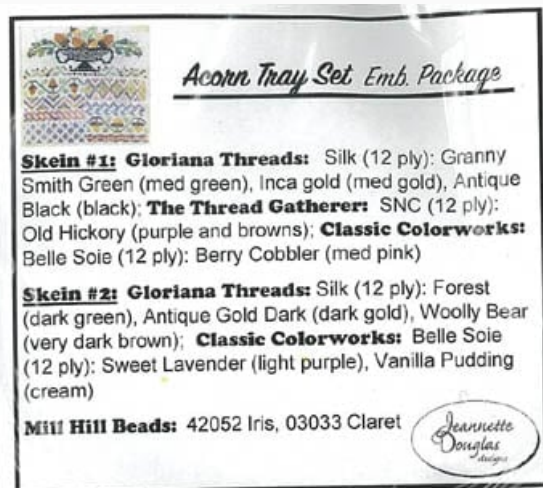 Acorn Tray Set Emb. Package
Skein #1: Gloriana Threads: Silk (12 ply): Granny
Smith Green (med green), Inca gold (med gold), Antique
Black (black); The Thread Gatherer: SNC (12 ply):
Old Hickory (purple and browns); Classic Colorworks:
Belle Soie (12 ply): Berry Cobbler (med pink)
Skein #2: Gloriana Threads: Silk (12 ply): Forest
(dark green), Antique Gold Dark (dark gold), Woolly Bear
(very dark brown); Classic Colorworks: Belle Soie
(12 ply): Sweet Lavender (light purple), Vanilla Pudding
(cream)
Mill Hill Beads: 42052 Iris, 03033 Claret
Jeannette
Douglas
designs